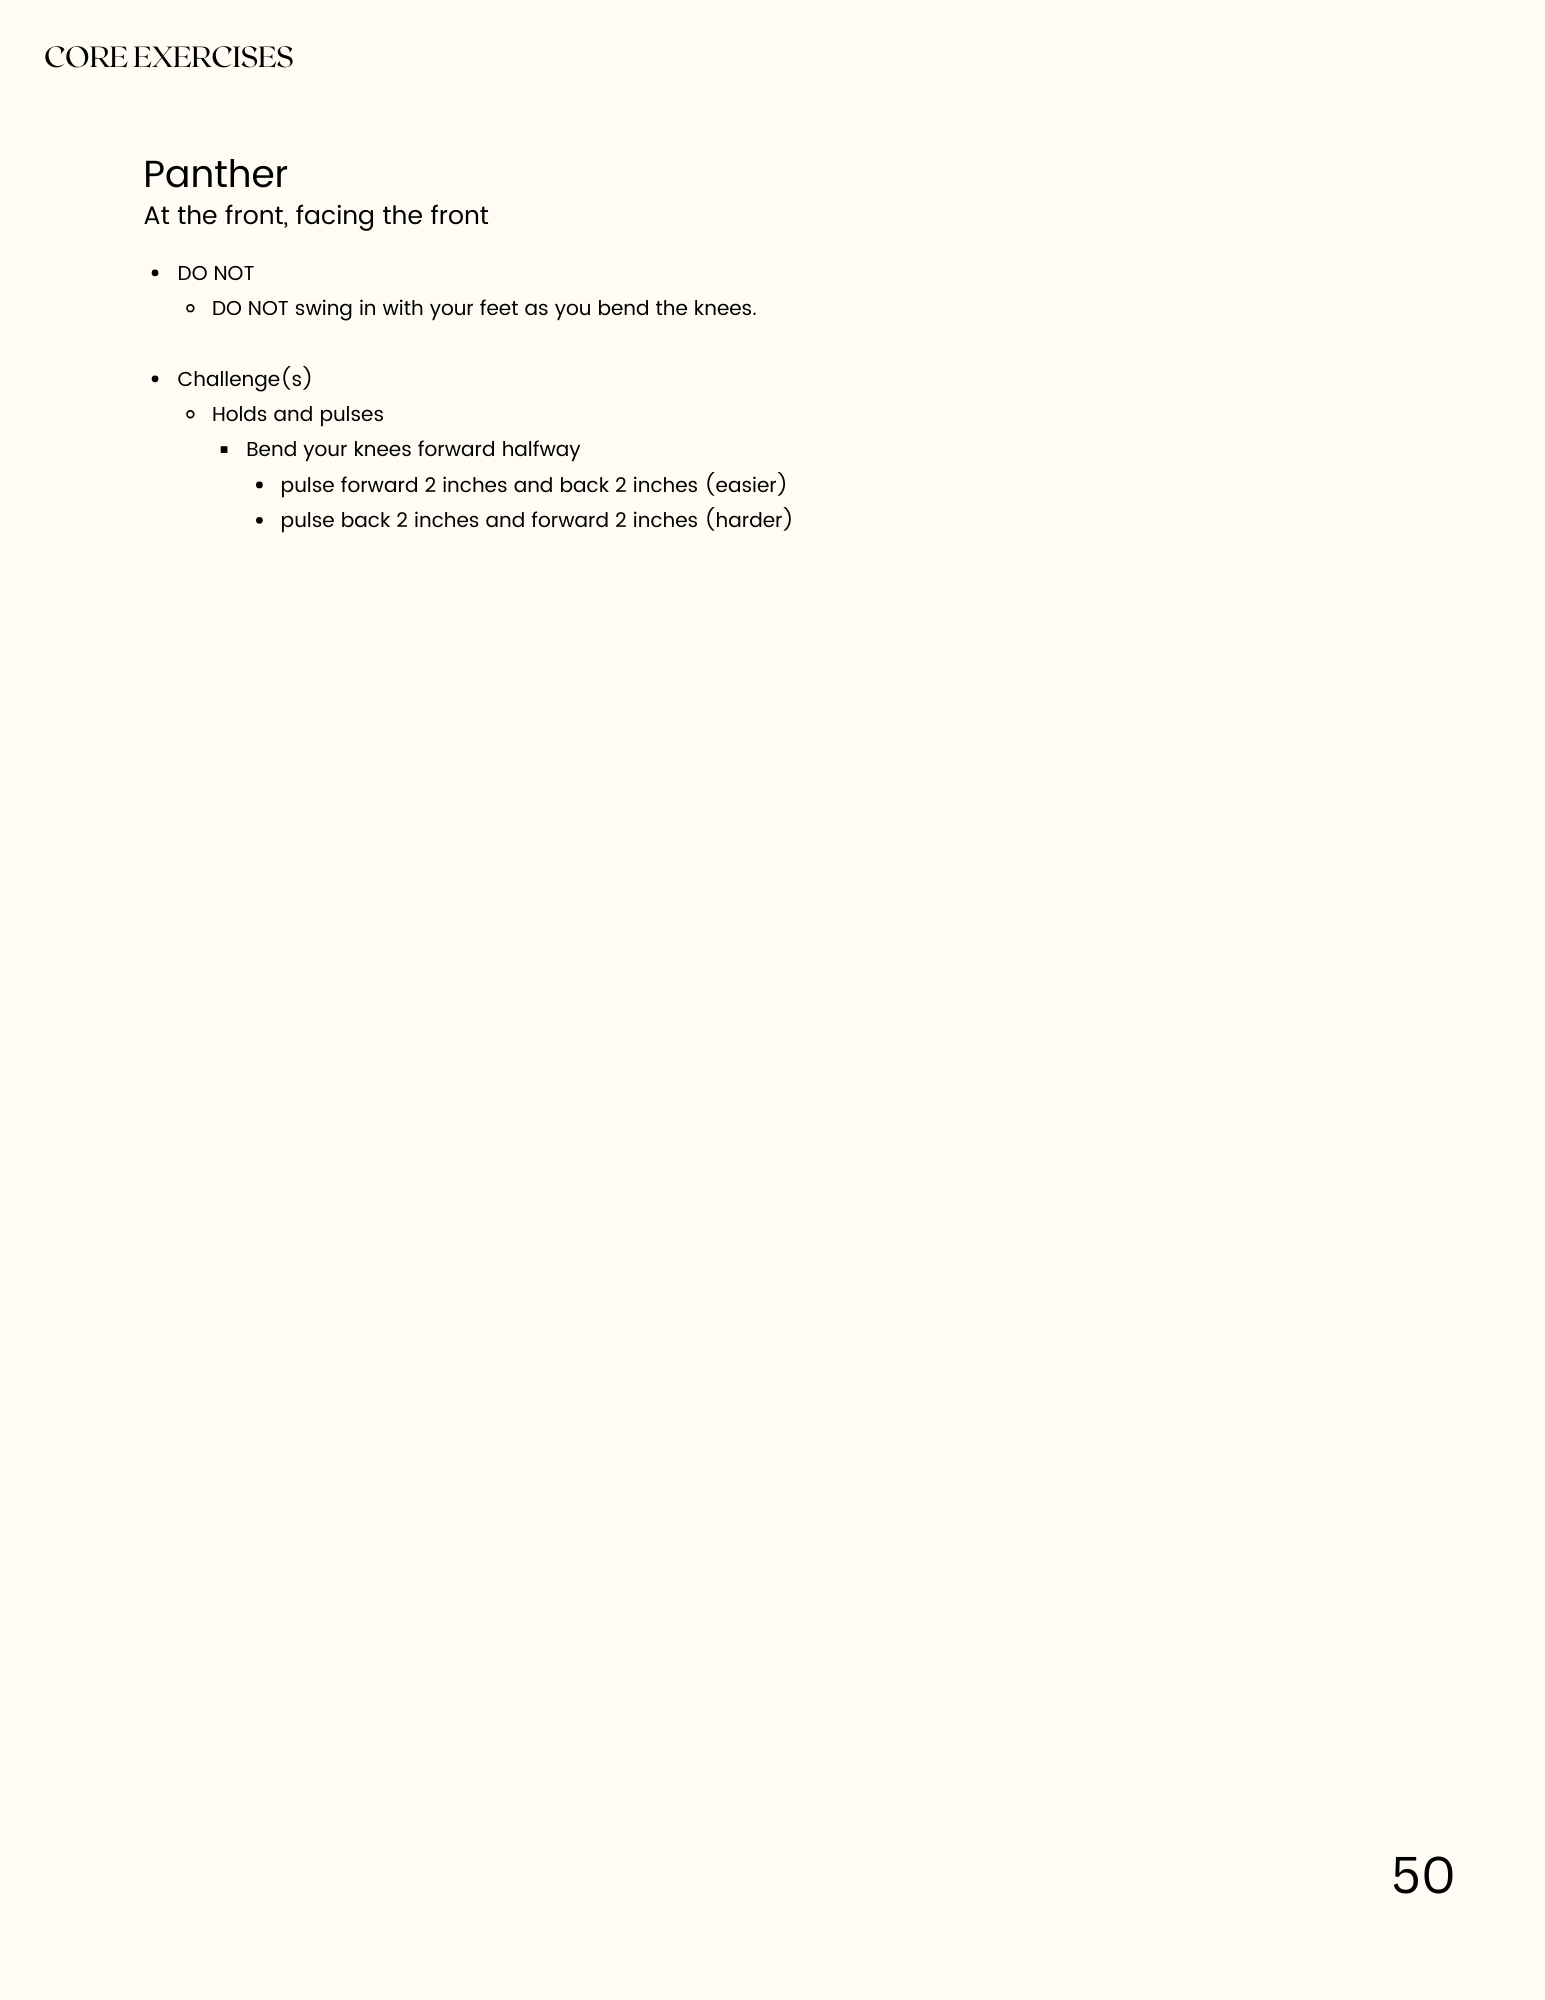 CORE EXERCISES
Panther
At the front, facing the front
• DO NOT
○ DO NOT swing in with your feet as you bend the knees.
• Challenge(s)
○ Holds and pulses
▪ Bend your knees forward halfway
• pulse forward 2 inches and back 2 inches (easier)
• pulse back 2 inches and forward 2 inches (harder)
50